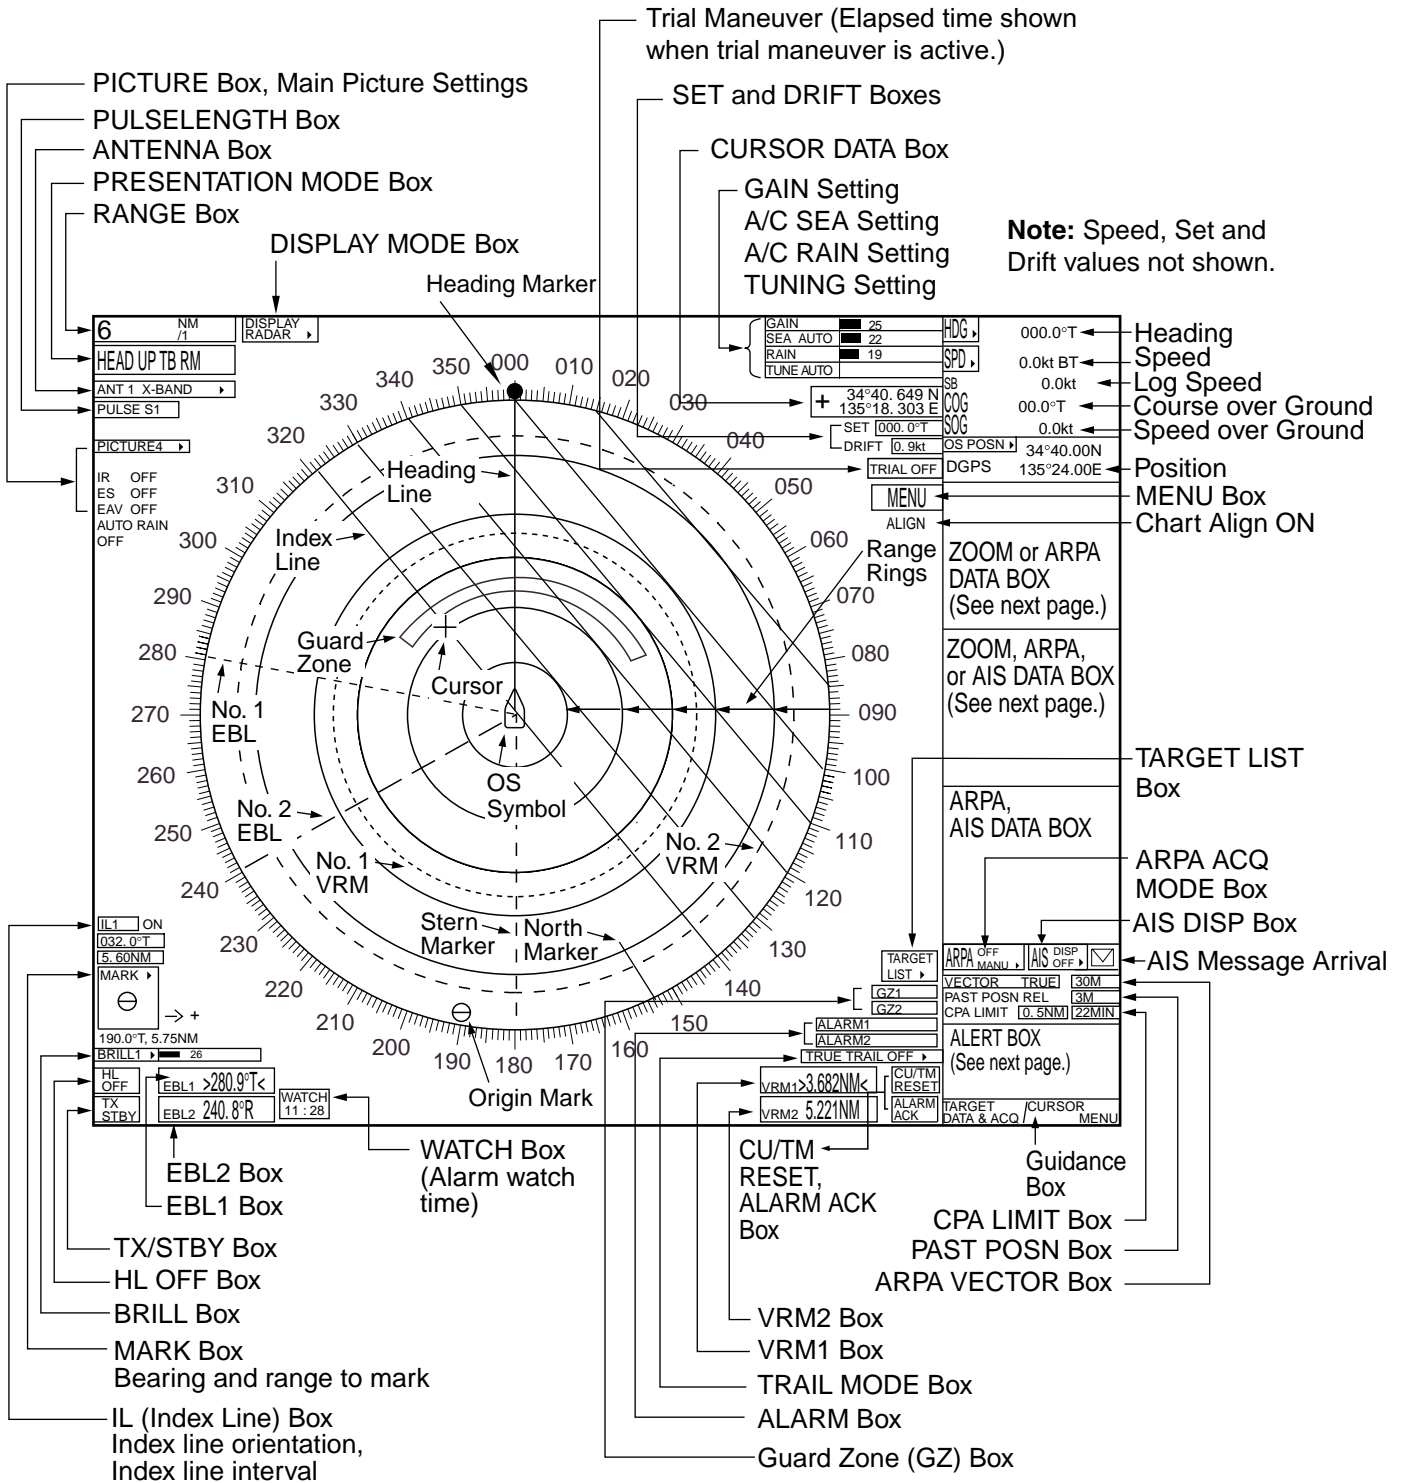 Trial Maneuver (Elapsed time shown
when trial maneuver is active.)
PICTURE Box, Main Picture Settings
SET and DRIFT Boxes
PULSELENGTH Box
ANTENNA Box
CURSOR DATA Box
PRESENTATION MODE Box
GAIN Setting
RANGE Box
A/C SEA Setting
DISPLAY MODE Box
A/C RAIN Setting
Note: Speed, Set and
Drift values not shown.
Heading Marker
TUNING Setting
6 NM
/1
DISPLAY
RADAR
HEAD UP TB RM
ANT 1 X-BAND
PULSE S1
PICTURE4
IR OFF
ES OFF
EAV OFF
AUTO RAIN
OFF
GAIN 25
SEA AUTO 22
RAIN 19
TUNE AUTO
+ 34°40. 649 N
135°18. 303 E
SET 000. 0°T
DRIFT 0. 9kt
TRIAL OFF
MENU
ALIGN
HDG 000.0°T
SPD 0.0kt BT
SB 0.0kt
COG 00.0°T
SOG 0.0kt
OS POSN 34°40.00N
DGPS 135°24.00E
Heading
Speed
Log Speed
Course over Ground
Speed over Ground
Position
MENU Box
Chart Align ON
000
010
020
030
040
050
060
070
080
090
100
110
120
130
140
150
160
170
180
190
200
210
220
230
240
250
260
270
280
290
300
310
320
330
340
350
Heading
Line
Index
Line
Range
Rings
Guard
Zone
Cursor
No. 1
EBL
OS
Symbol
No. 2
EBL
No. 1
VRM
No. 2
VRM
Stern
Marker
North
Marker
Origin Mark
ZOOM or ARPA
DATA BOX
(See next page.)
ZOOM, ARPA,
or AIS DATA BOX
(See next page.)
ARPA,
AIS DATA BOX
TARGET LIST
Box
ARPA ACQ
MODE Box
AIS DISP Box
AIS Message Arrival
IL1 ON
032. 0°T
5. 60NM
MARK
+
190.0°T, 5.75NM
BRILL1 26
HL
OFF
TX
STBY
EBL1 >280.9°T<
EBL2 240. 8°R
WATCH
11 : 28
TARGET
LIST
GZ1
GZ2
ALARM1
ALARM2
TRUE TRAIL OFF
VRM1 >3.682NM<
VRM2 5.221NM
CU/TM
RESET
ALARM
ACK
ARPA OFF
MANU
AIS DISP
OFF
VECTOR TRUE 30M
PAST POSN REL 3M
CPA LIMIT 0. 5NM 22MIN
ALERT BOX
(See next page.)
TARGET
DATA & ACQ /CURSOR
MENU
EBL2 Box
EBL1 Box
TX/STBY Box
HL OFF Box
BRILL Box
MARK Box
Bearing and range to mark
IL (Index Line) Box
Index line orientation,
Index line interval
WATCH Box
(Alarm watch
time)
CU/TM
RESET,
ALARM ACK
Box
Guidance
Box
CPA LIMIT Box
PAST POSN Box
ARPA VECTOR Box
VRM2 Box
VRM1 Box
TRAIL MODE Box
ALARM Box
Guard Zone (GZ) Box